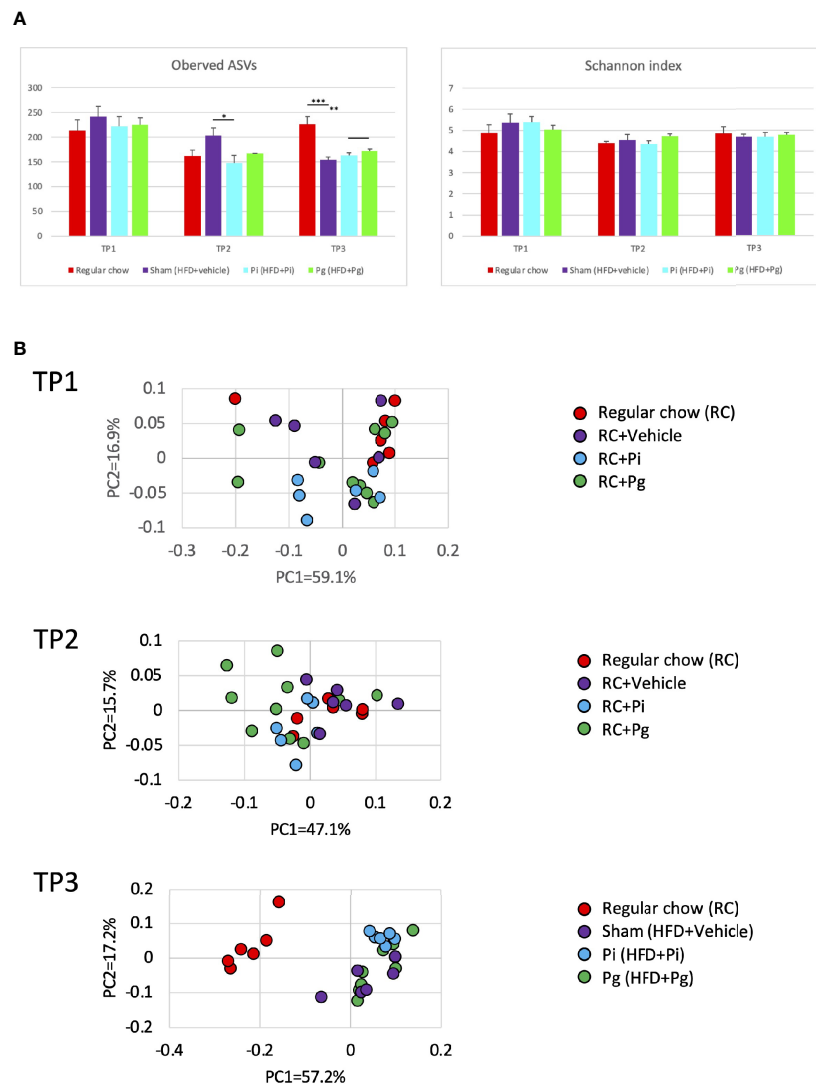 A
Oberved ASVs
300
250
200
150
100
50
0
***
**
*
TP1 TP2 TP3
Regular chow Sham (HFD+vehicle) Pi (HFD+Pi) Pg (HFD+Pg)
Schannon index
7
6
5
4
3
2
1
0
TP1 TP2 TP3
Regular chow Sham (HFD+vehicle) Pi (HFD+Pi) Pg (HFD+Pg)
B
TP1
PC2=16.9%
0.1
0.05
0
-0.05
-0.1
-0.3 -0.2 -0.1 0 0.1 0.2
PC1=59.1%
Regular chow (RC)
RC+Vehicle
RC+Pi
RC+Pg
TP2
PC2=15.7%
0.1
0.05
0
-0.05
-0.1
-0.2 -0.1 0 0.1 0.2
PC1=47.1%
Regular chow (RC)
RC+Vehicle
RC+Pi
RC+Pg
TP3
PC2=17.2%
0.2
0.1
0
-0.1
-0.2
-0.4 -0.2 0 0.2
PC1=57.2%
Regular chow (RC)
Sham (HFD+Vehicle)
Pi (HFD+Pi)
Pg (HFD+Pg)